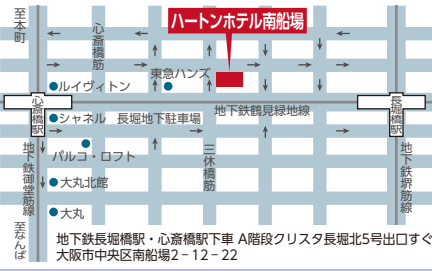 至本町
心斎橋筋
ハートンホテル南船場
東急ハンズ
ルイヴィトン
心斎橋駅
地下鉄鶴見緑地線
長堀橋駅
シャネル
長堀地下駐車場
パルコ・ロフト
三休橋筋
地下鉄御堂筋線
地下鉄堺筋線
大丸北館
大丸
至なんば
地下鉄長堀橋駅・心斎橋駅下車 A階段クリスタ長堀北5号出口すぐ
大阪市中央区南船場2−12−22